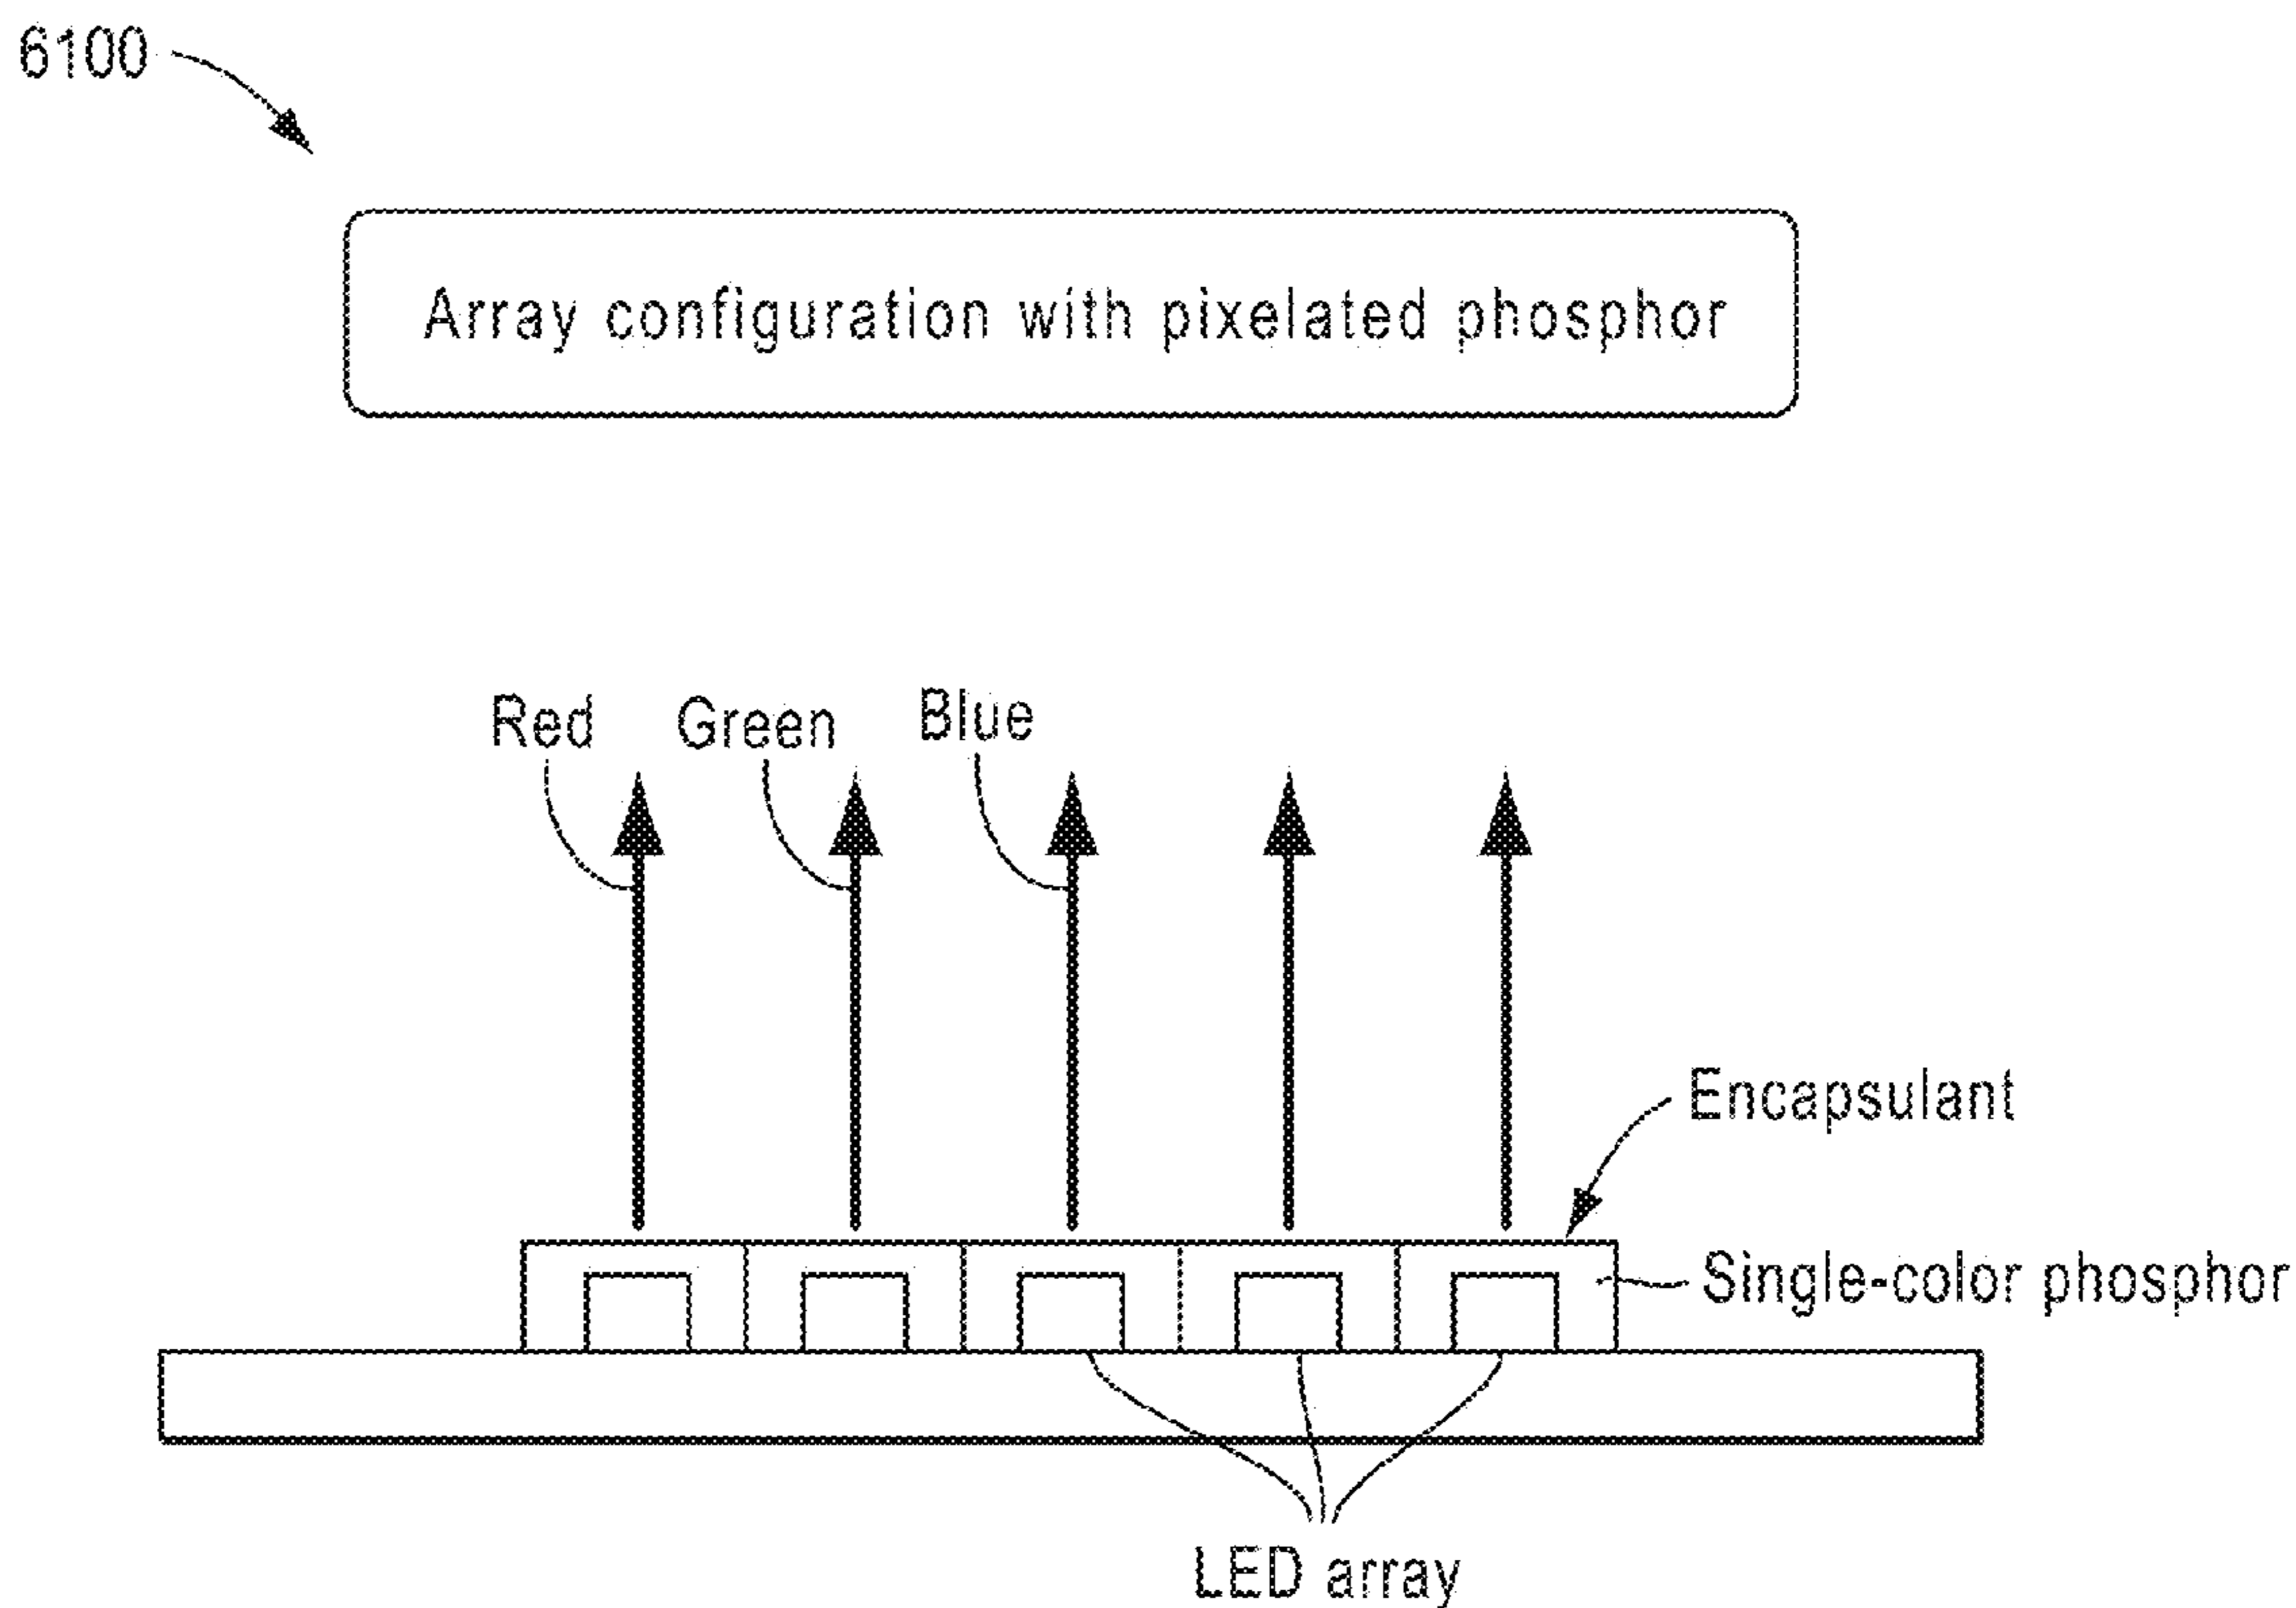 6100
Array configuration with pixelated phosphor
Red
Green
Blue
Encapsulant
Single-color phosphor
LED array